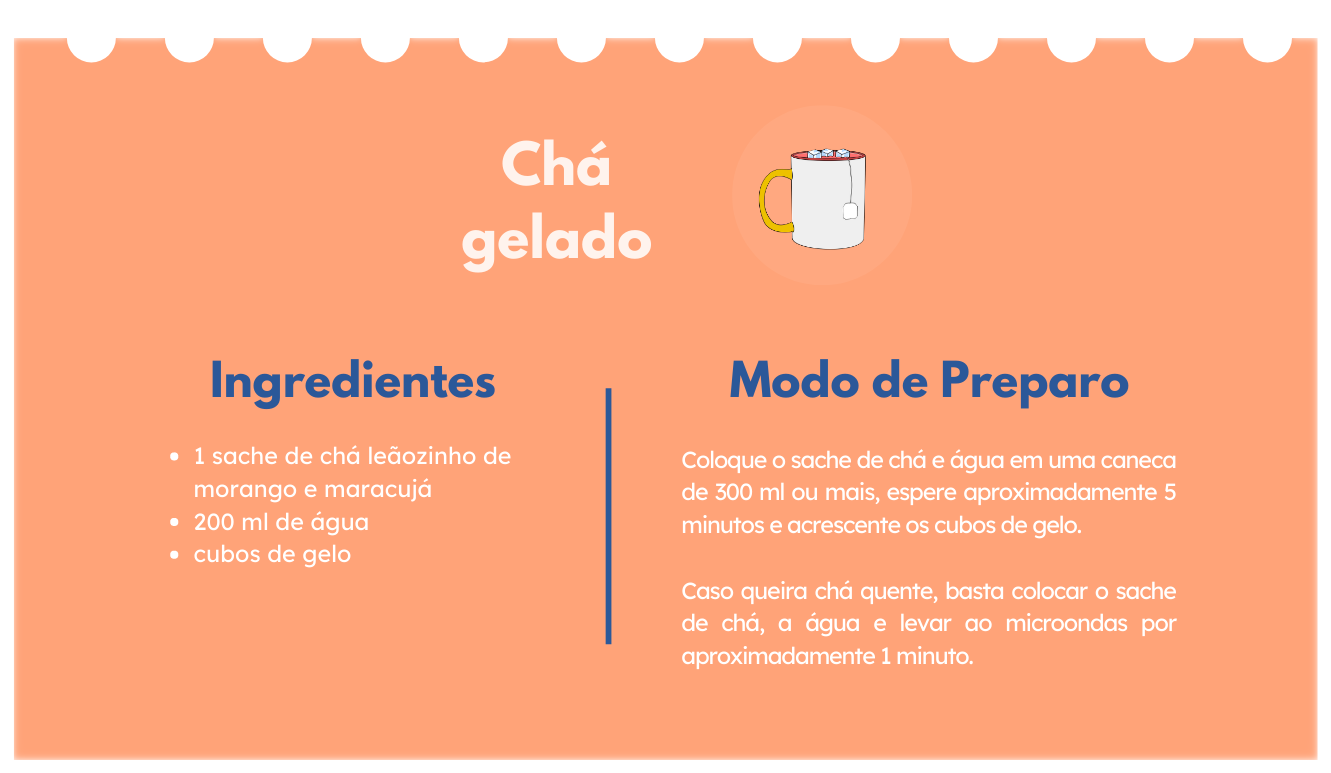 Chá
gelado
Ingredientes
• 1 sache de chá leãozinho de
morango e maracujá
• 200 ml de água
• cubos de gelo
Modo de Preparo
Coloque o sache de chá e água em uma caneca
de 300 ml ou mais, espere aproximadamente 5
minutos e acrescente os cubos de gelo.
Caso queira chá quente, basta colocar o sache
de chá, a água e levar ao microondas por
aproximadamente 1 minuto.